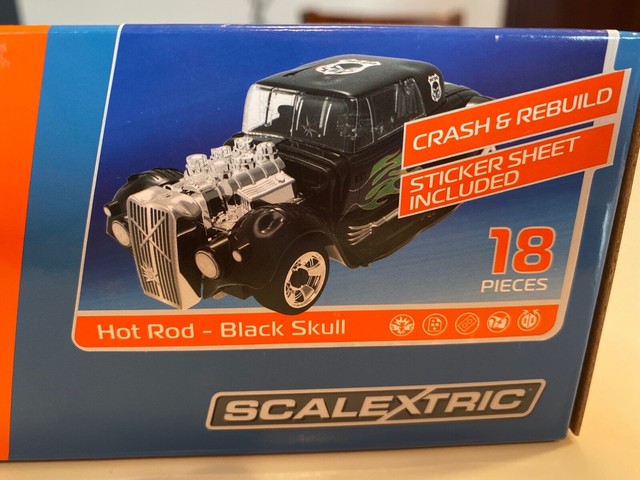 CRASH & REBUILD
STICKER SHEET
INCLUDED
18
PIECES
Hot Rod - Black Skull
SCALEXTRIC